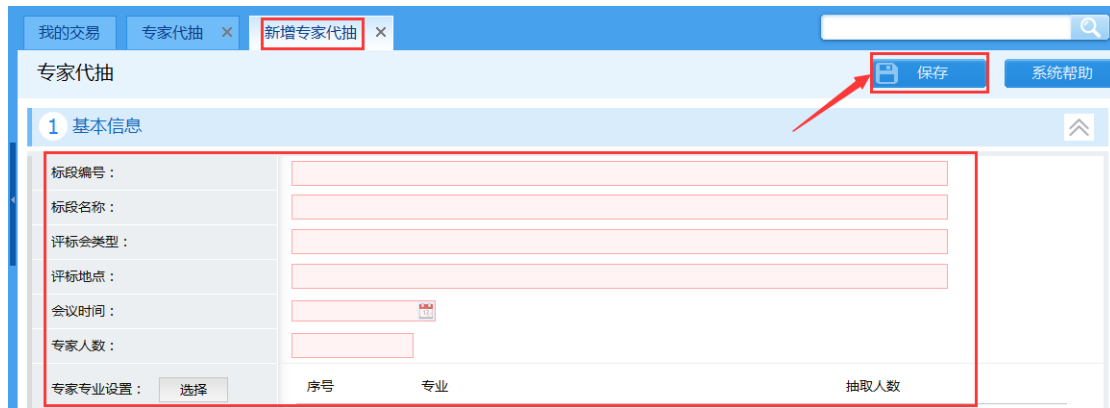 我的交易 专家代抽 × 新增专家代抽 ×
专家代抽 保存 系统帮助
1 基本信息
标段编号：
标段名称：
评标会类型：
评标地点：
会议时间：
专家人数：
专家专业设置： 选择 序号 专业 抽取人数